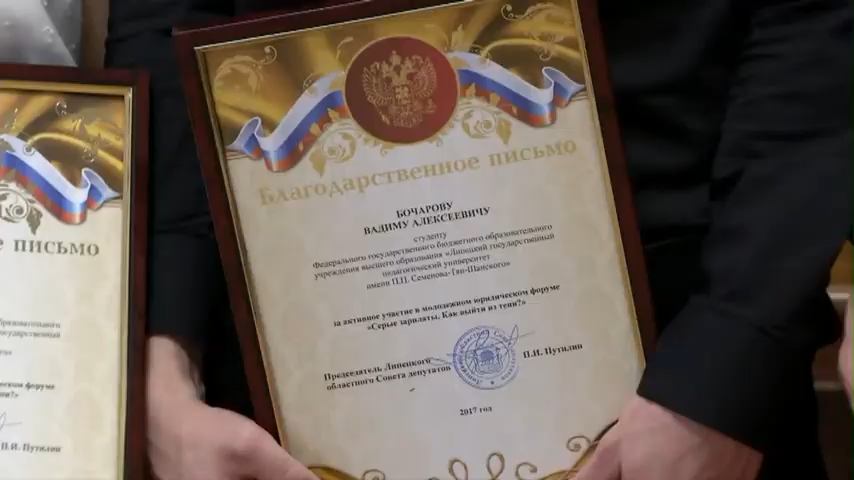 Благодарственное письмо
БОЧАРОВУ
ВАДИМУ АЛЕКСЕЕВИЧУ
студенту
Федерального государственного бюджетного образовательного
учреждения высшего образования «Липецкий государственный
педагогический университет
имени П.П. Семенова-Тян-Шанского»
за активное участие в молодежном юридическом форуме
«Серые зарплаты. Как выйти из тени?»
Председатель Липецкого
областного Совета депутатов
П.И. Путилин
2017 год
письмо
П.И. Путилин